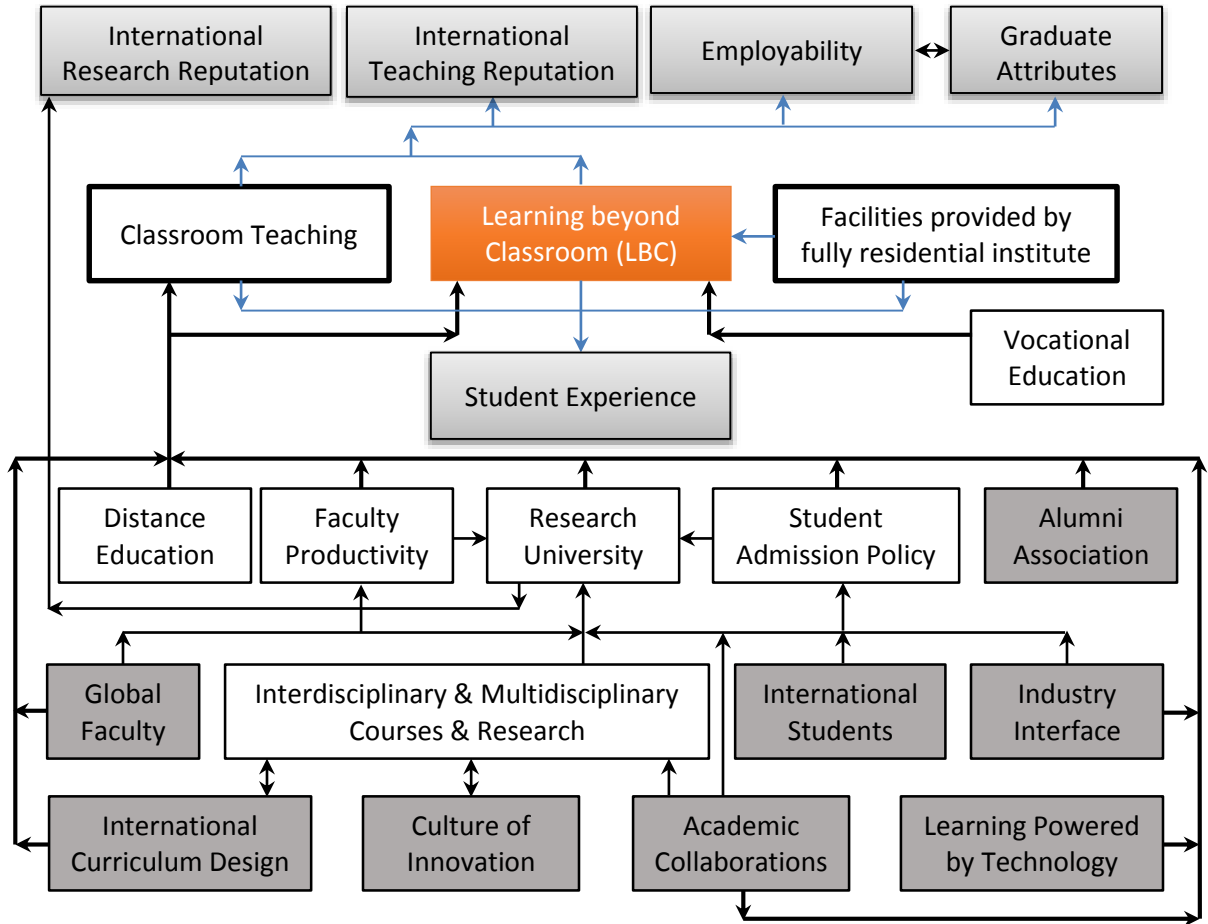 International
Research Reputation
International
Teaching Reputation
Employability
Graduate
Attributes
Classroom Teaching
Learning beyond
Classroom (LBC)
Facilities provided by
fully residential institute
Vocational
Education
Student Experience
Distance
Education
Faculty
Productivity
Research
University
Student
Admission Policy
Alumni
Association
Global
Faculty
Interdisciplinary & Multidisciplinary
Courses & Research
International
Students
Industry
Interface
International
Curriculum Design
Culture of
Innovation
Academic
Collaborations
Learning Powered
by Technology